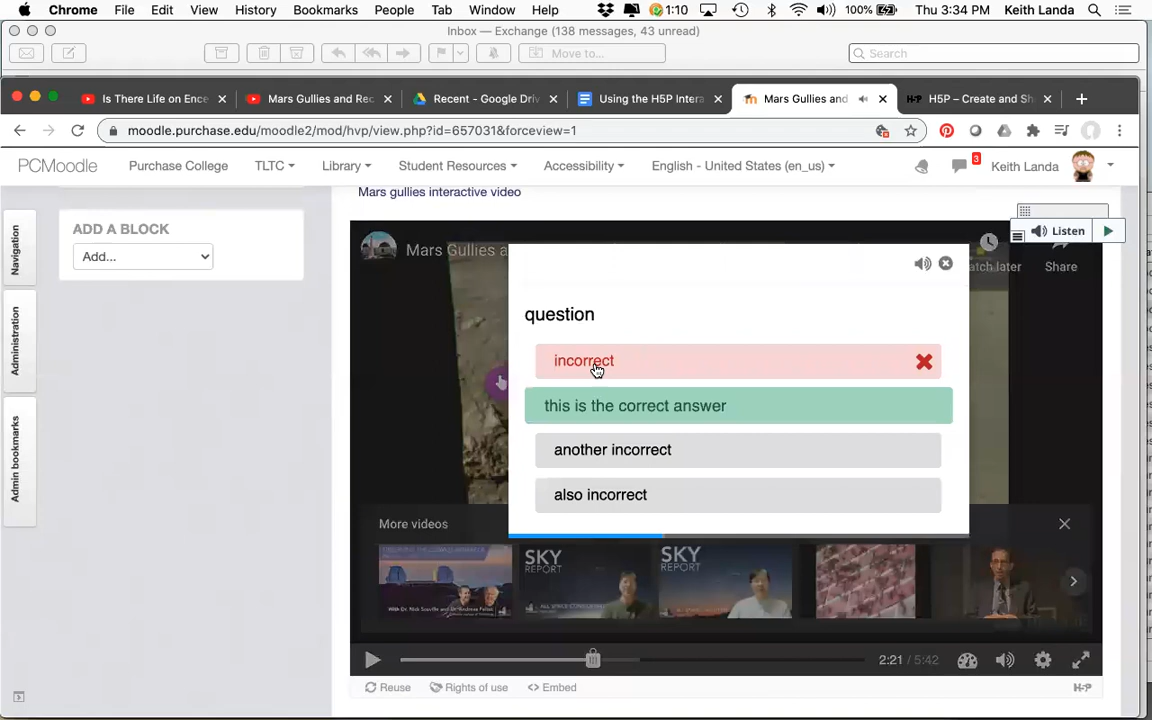 Chrome File Edit View History Bookmarks People Tab Window Help 1:10 100% Thu 3:34 PM Keith Landa
Inbox — Exchange (138 messages, 43 unread)
Move to...
Search
Is There Life on Ence
Mars Gullies and Rec
Recent - Google Driv
Using the H5P Intera
Mars Gullies and
H5P – Create and Sh
moodle.purchase.edu/moodle2/mod/hvp/view.php?id=657031&forceview=1
PCMoodle Purchase College TLTC Library Student Resources Accessibility English - United States (en_us) 3 Keith Landa
Mars gullies interactive video
Navigation
Administration
Admin bookmarks
ADD A BLOCK
Add...
Listen
Mars Gullies a
atch later
Share
question
incorrect
this is the correct answer
another incorrect
also incorrect
More videos
SKY
REPORT
SKY
REPORT
2:21 / 5:42
Reuse Rights of use <> Embed H5P